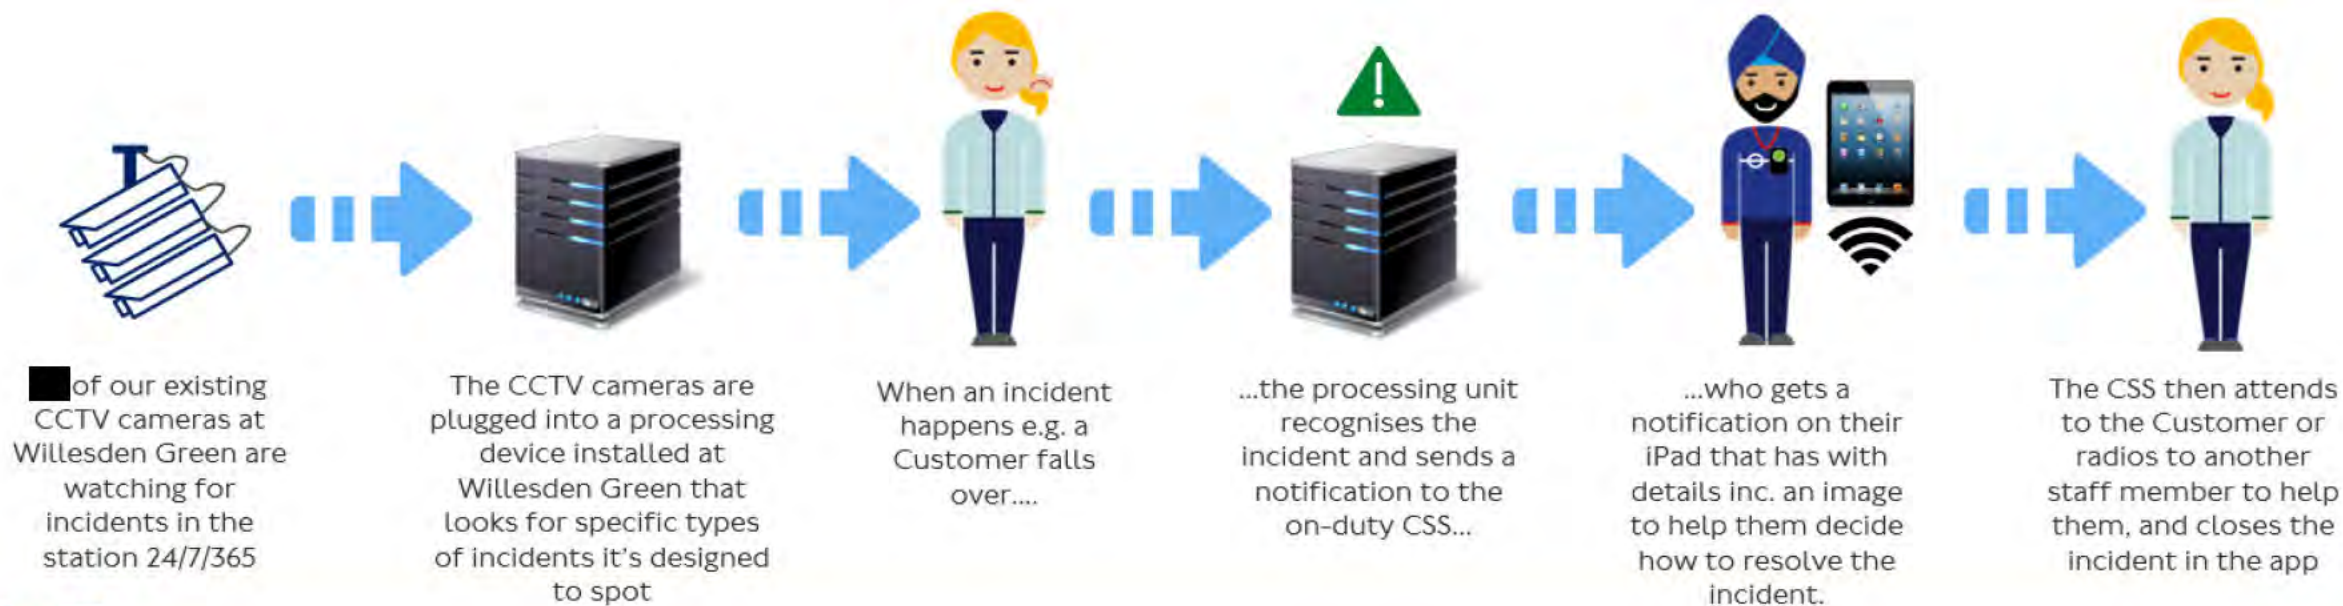 of our existing
CCTV cameras at
Willesden Green are
watching for
incidents in the
station 24/7/365
The CCTV cameras are
plugged into a processing
device installed at
Willesden Green that
looks for specific types
of incidents it's designed
to spot
When an incident
happens e.g. a
Customer falls
over....
...the processing unit
recognises the
incident and sends a
notification to the
on-duty CSS...
...who gets a
notification on their
iPad that has with
details inc. an image
to help them decide
how to resolve the
incident.
The CSS then attends
to the Customer or
radios to another
staff member to help
them, and closes the
incident in the app